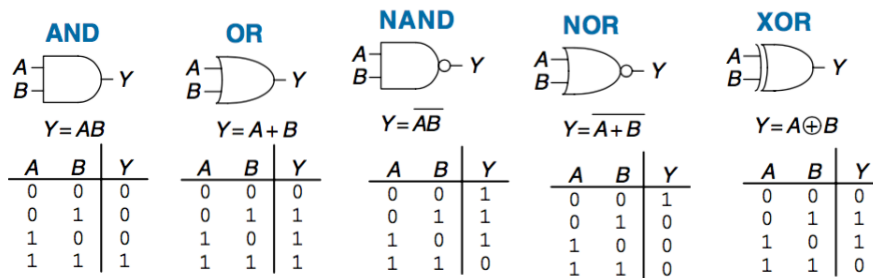 AND
A
B
Y
Y=AB
A B Y
0 0 0
0 1 0
1 0 0
1 1 1
OR
A
B
Y
Y=A+B
A B Y
0 0 0
0 1 1
1 0 1
1 1 1
NAND
A
B
Y
Y=A̅B̅
A B Y
0 0 1
0 1 1
1 0 1
1 1 0
NOR
A
B
Y
Y=A̅+̅B̅
A B Y
0 0 1
0 1 0
1 0 0
1 1 0
XOR
A
B
Y
Y=A⊕B
A B Y
0 0 0
0 1 1
1 0 1
1 1 0